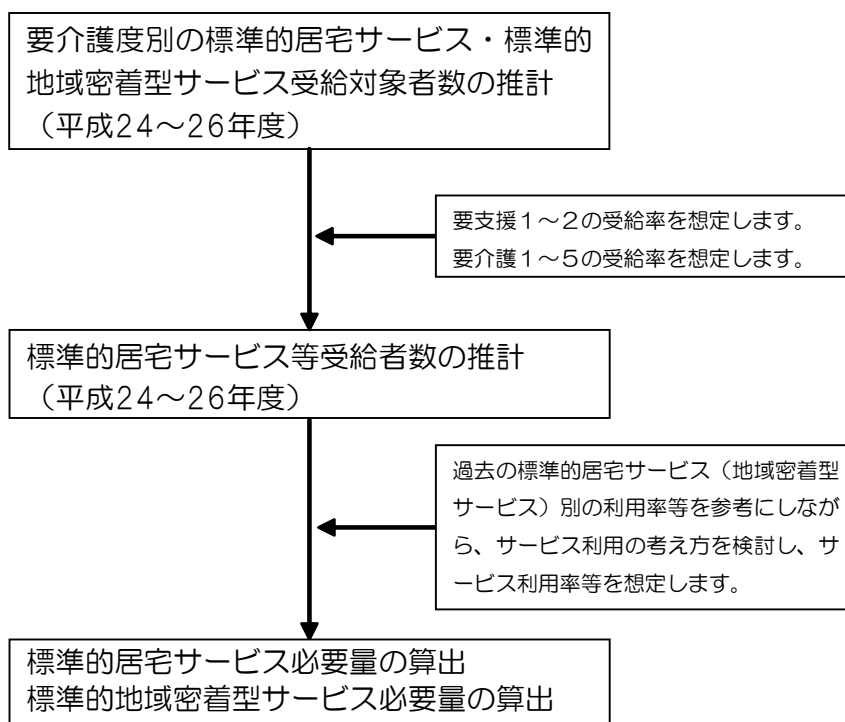 要介護度別の標準的居宅サービス・標準的
地域密着型サービス受給対象者数の推計
（平成24～26年度）
要支援１～２の受給率を想定します。
要介護１～５の受給率を想定します。
標準的居宅サービス等受給者数の推計
（平成24～26年度）
過去の標準的居宅サービス（地域密着型
サービス）別の利用率等を参考にしなが
ら、サービス利用の考え方を検討し、サ
ービス利用率等を想定します。
標準的居宅サービス必要量の算出
標準的地域密着型サービス必要量の算出